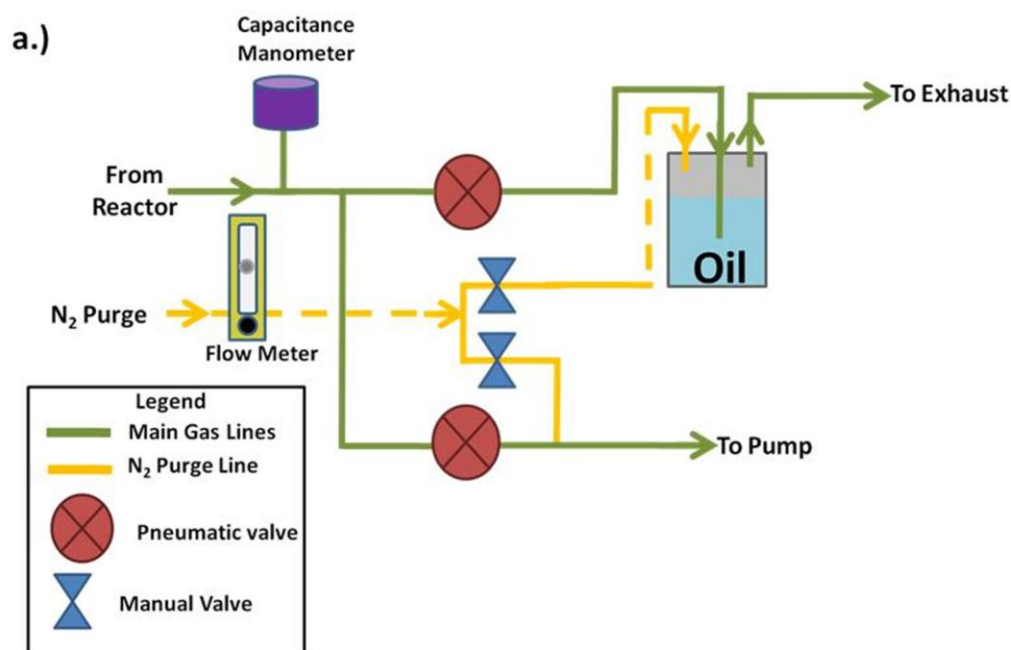 a.)
Capacitance
Manometer
To Exhaust
From
Reactor
Oil
N₂ Purge
Flow Meter
Legend
Main Gas Lines
N₂ Purge Line
To Pump
Pneumatic valve
Manual Valve